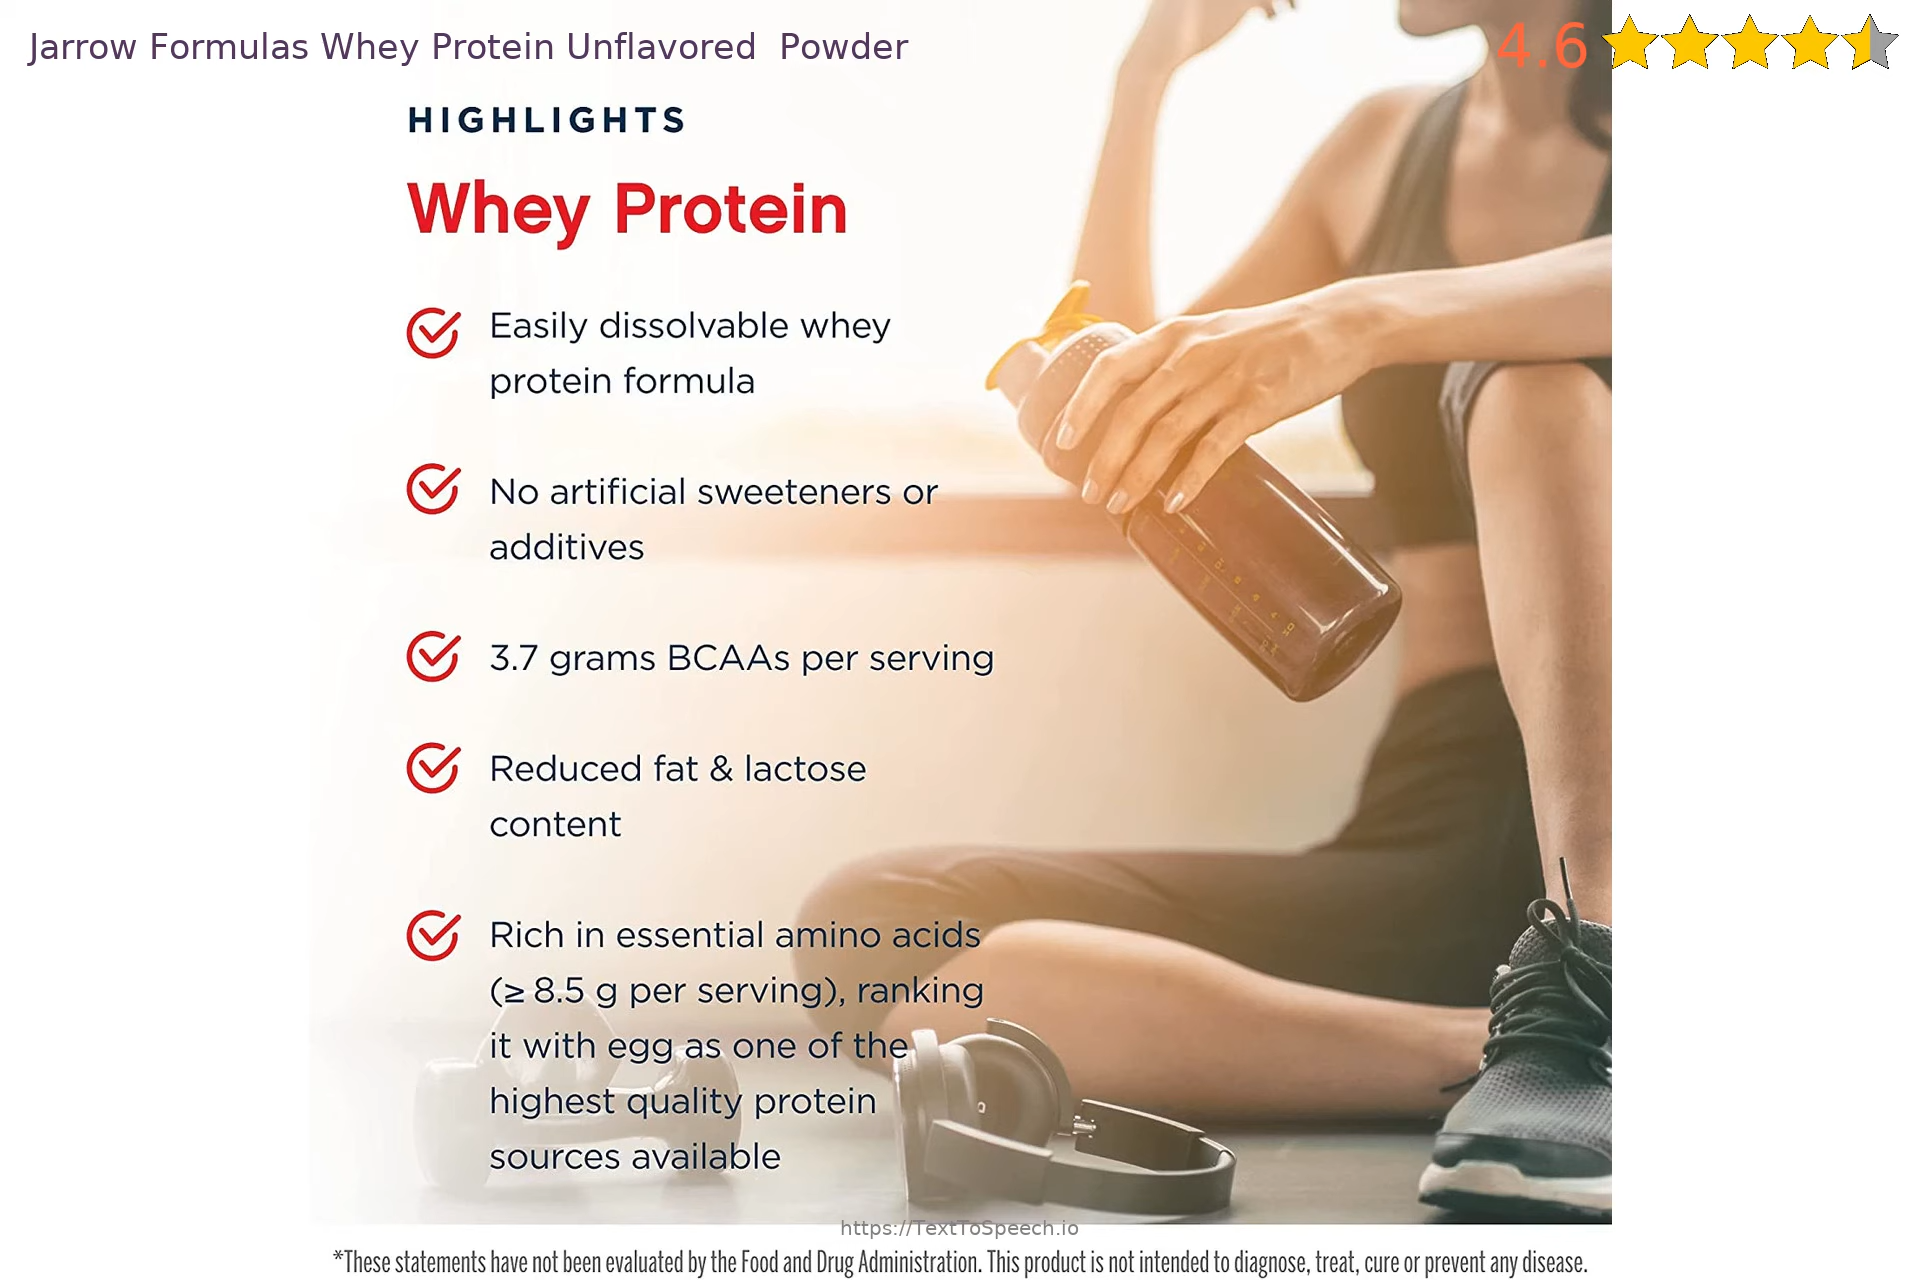 Jarrow Formulas Whey Protein Unflavored  Powder
4.6
HIGHLIGHTS
Whey Protein
Easily dissolvable whey
protein formula
No artificial sweeteners or
additives
3.7 grams BCAAs per serving
Reduced fat & lactose
content
Rich in essential amino acids
(≥ 8.5 g per serving), ranking
it with egg as one of the
highest quality protein
sources available
https://TextToSpeech.io
*These statements have not been evaluated by the Food and Drug Administration. This product is not intended to diagnose, treat, cure or prevent any disease.